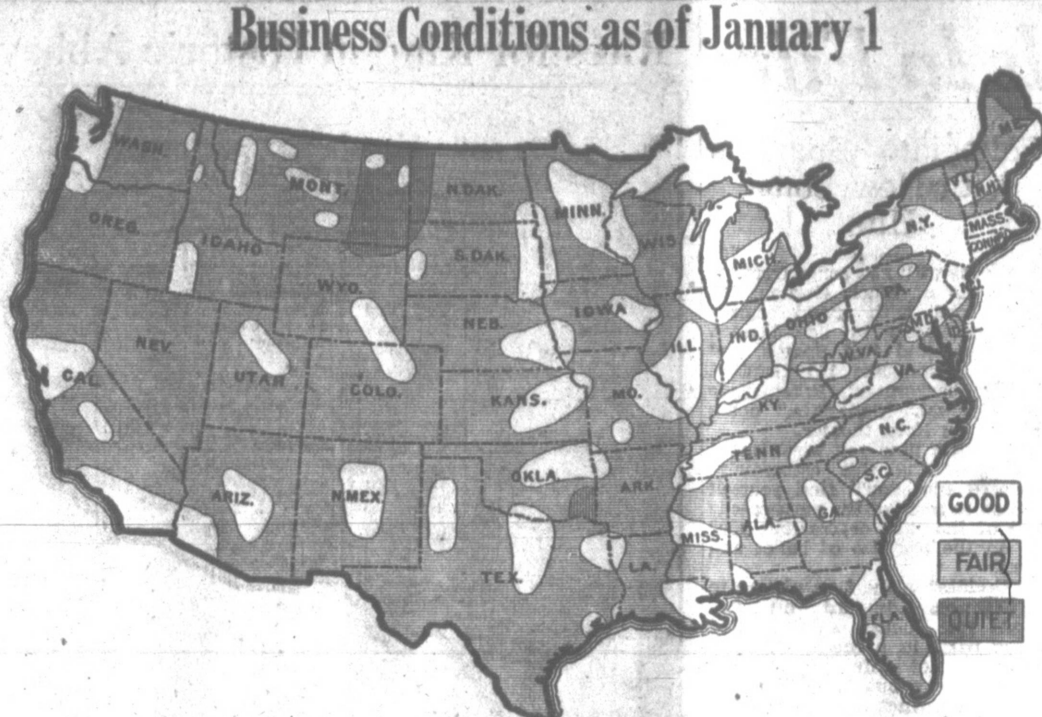 Business Conditions as of January 1
WASH.
MONT.
N.DAK.
MINN.
ME.
VT.
N.H.
OREG.
IDAHO
S.DAK.
WIS
MICH.
N.Y.
MASS.
CONN.
WYO.
NEB.
IOWA
ILL
IND.
OHIO
PA.
N.J.
DEL
NEV.
UTAH
COLO.
KANS.
MO.
KY.
W.VA.
VA.
CAL.
ARIZ.
N.MEX.
OKLA.
ARK.
TENN.
N.C.
S.C.
TEX.
LA.
MISS.
ALA.
GA.
FLA.
GOOD
FAIR
QUIET